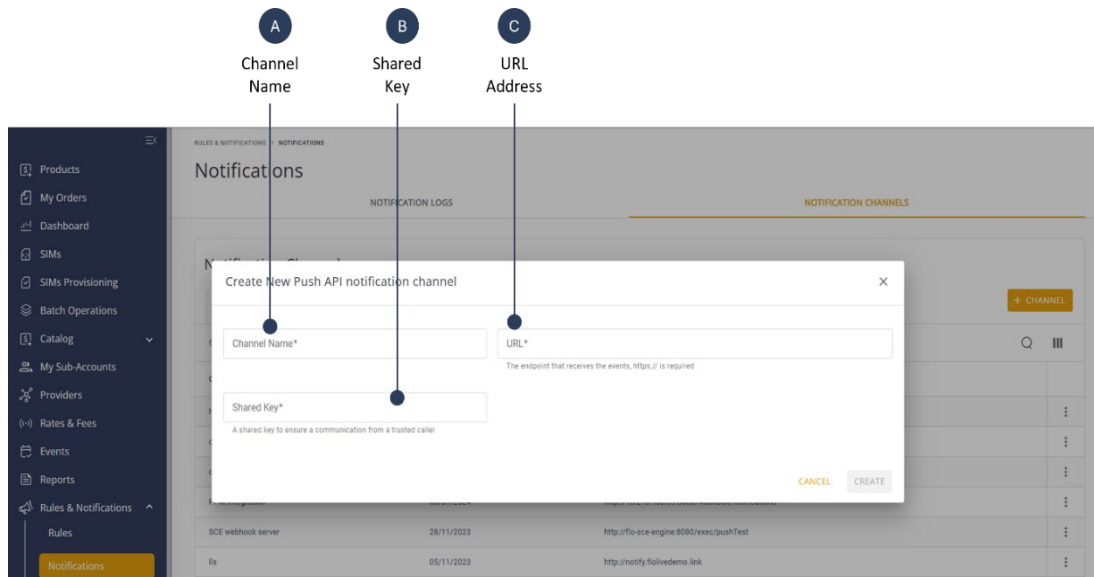 A
B
C
Channel
Name
Shared
Key
URL
Address
RULES & NOTIFICATIONS > NOTIFICATIONS
Notifications
NOTIFICATION LOGS
NOTIFICATION CHANNELS
Products
My Orders
Dashboard
SIMs
SIMs Provisioning
Batch Operations
Catalog
My Sub-Accounts
Providers
Rates & Fees
Events
Reports
Rules & Notifications
Rules
Notifications
+ CHANNEL
Create New Push API notification channel
Channel Name*
URL*
The endpoint that receives the events, https:// is required
Shared Key*
A shared key to ensure a communication from a trusted caller
CANCEL
CREATE
SCE webhook server
28/11/2023
http://flo-sce-engine:8080/exec/pushTest
lls
05/11/2023
http://notify.flolivedemo.link